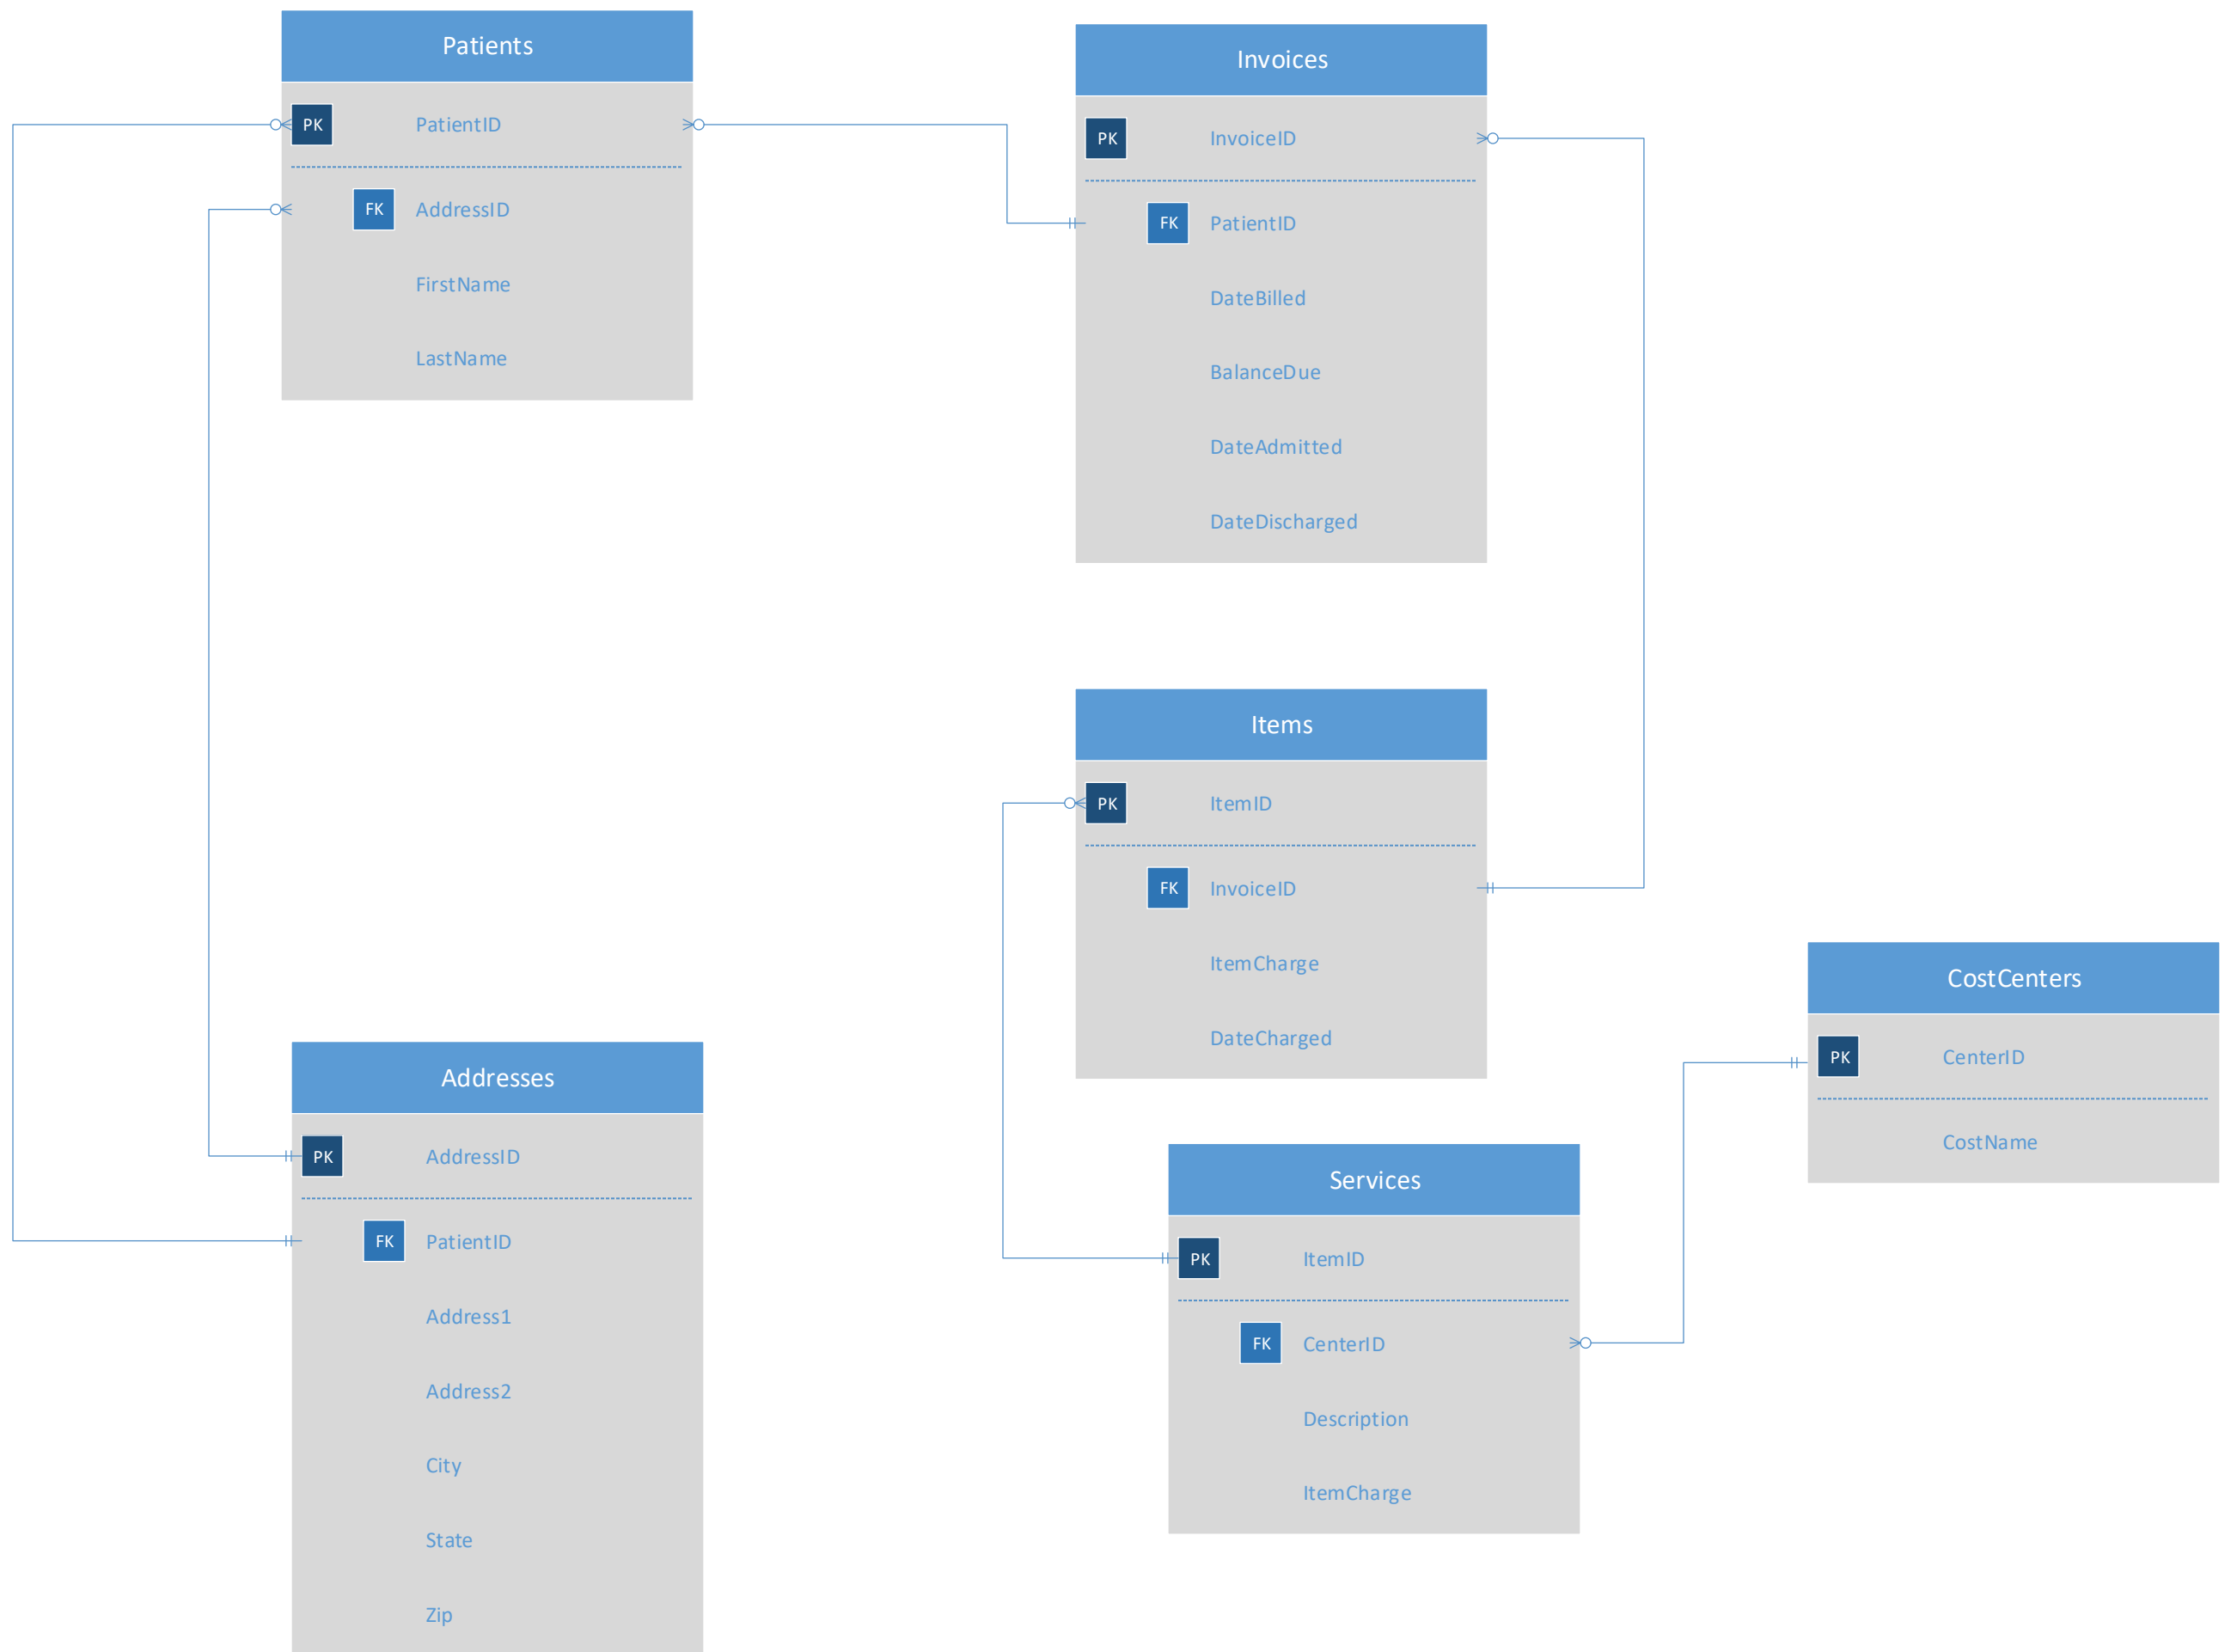 Patients
PK PatientID
FK AddressID
FirstName
LastName
Invoices
PK InvoiceID
FK PatientID
DateBilled
BalanceDue
DateAdmitted
DateDischarged
Items
PK ItemID
FK InvoiceID
ItemCharge
DateCharged
CostCenters
PK CenterID
CostName
Addresses
PK AddressID
FK PatientID
Address1
Address2
City
State
Zip
Services
PK ItemID
FK CenterID
Description
ItemCharge